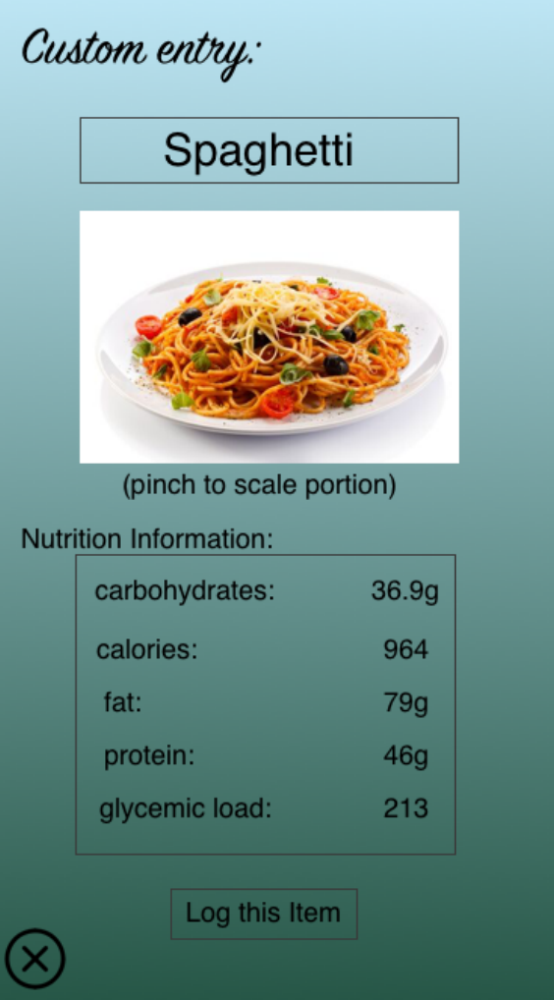 Custom entry:
Spaghetti
(pinch to scale portion)
Nutrition Information:
carbohydrates: 36.9g
calories: 964
fat: 79g
protein: 46g
glycemic load: 213
Log this Item